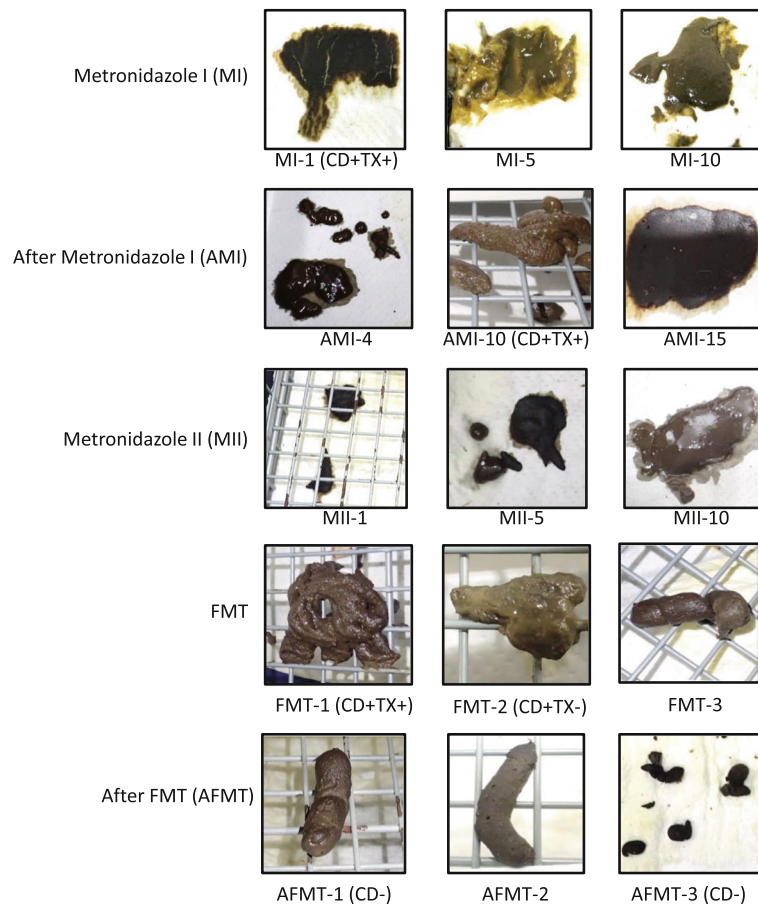 Metronidazole I (MI)
MI-1 (CD+TX+)
MI-5
MI-10
After Metronidazole I (AMI)
AMI-4
AMI-10 (CD+TX+)
AMI-15
Metronidazole II (MII)
MII-1
MII-5
MII-10
FMT
FMT-1 (CD+TX+)
FMT-2 (CD+TX-)
FMT-3
After FMT (AFMT)
AFMT-1 (CD-)
AFMT-2
AFMT-3 (CD-)